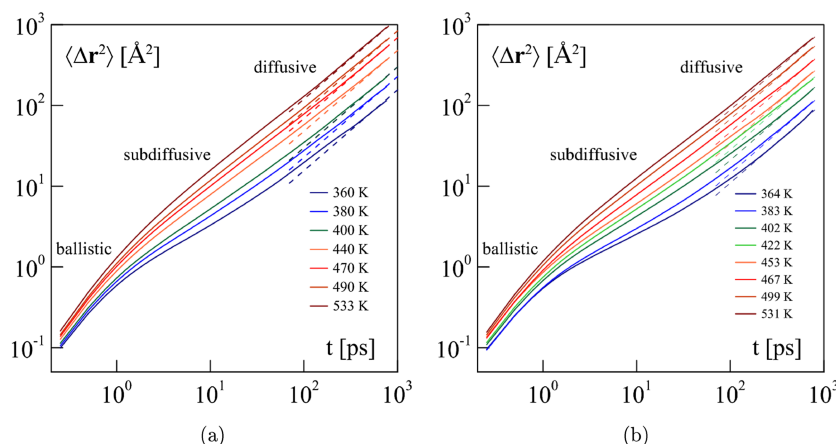 10³
⟨Δr²⟩ [Å²]
diffusive
10²
subdiffusive
10¹
360 K
380 K
400 K
440 K
470 K
490 K
533 K
ballistic
10⁰
10⁻¹
t [ps]
10⁰
10¹
10²
10³
(a)
10³
⟨Δr²⟩ [Å²]
diffusive
10²
subdiffusive
10¹
364 K
383 K
402 K
422 K
453 K
467 K
499 K
531 K
ballistic
10⁰
10⁻¹
t [ps]
10⁰
10¹
10²
10³
(b)